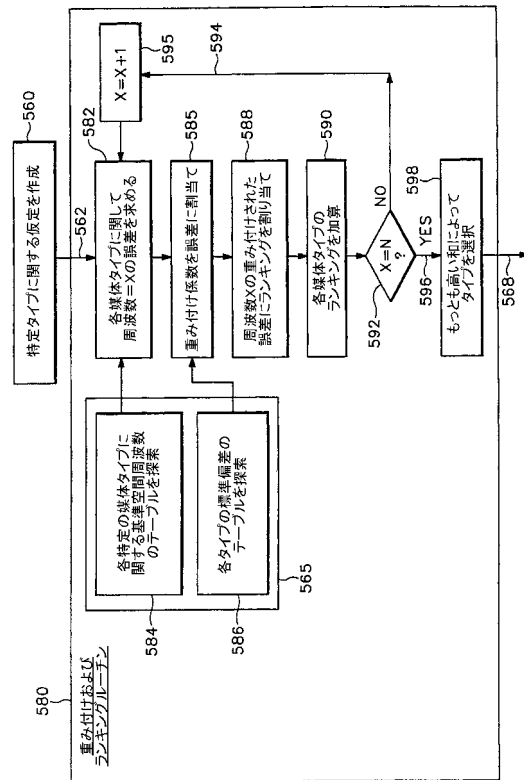 580
重み付けおよび
ランキングルーチン
特定タイプに関する仮定を作成
560
562
582
各媒体タイプに関して
周波数=Xの誤差を求める
X=X+1
595
594
各特定の媒体タイプに
関する基準空間周波数
のテーブルを探索
584
各タイプの標準偏差の
テーブルを探索
586
565
585
重み付け係数を誤差に割当て
588
周波数Xの重み付けされた
誤差にランキングを割り当て
590
各媒体タイプの
ランキングを加算
592
X=N
?
NO
YES
596
598
もっとも高い和によって
タイプを選択
568